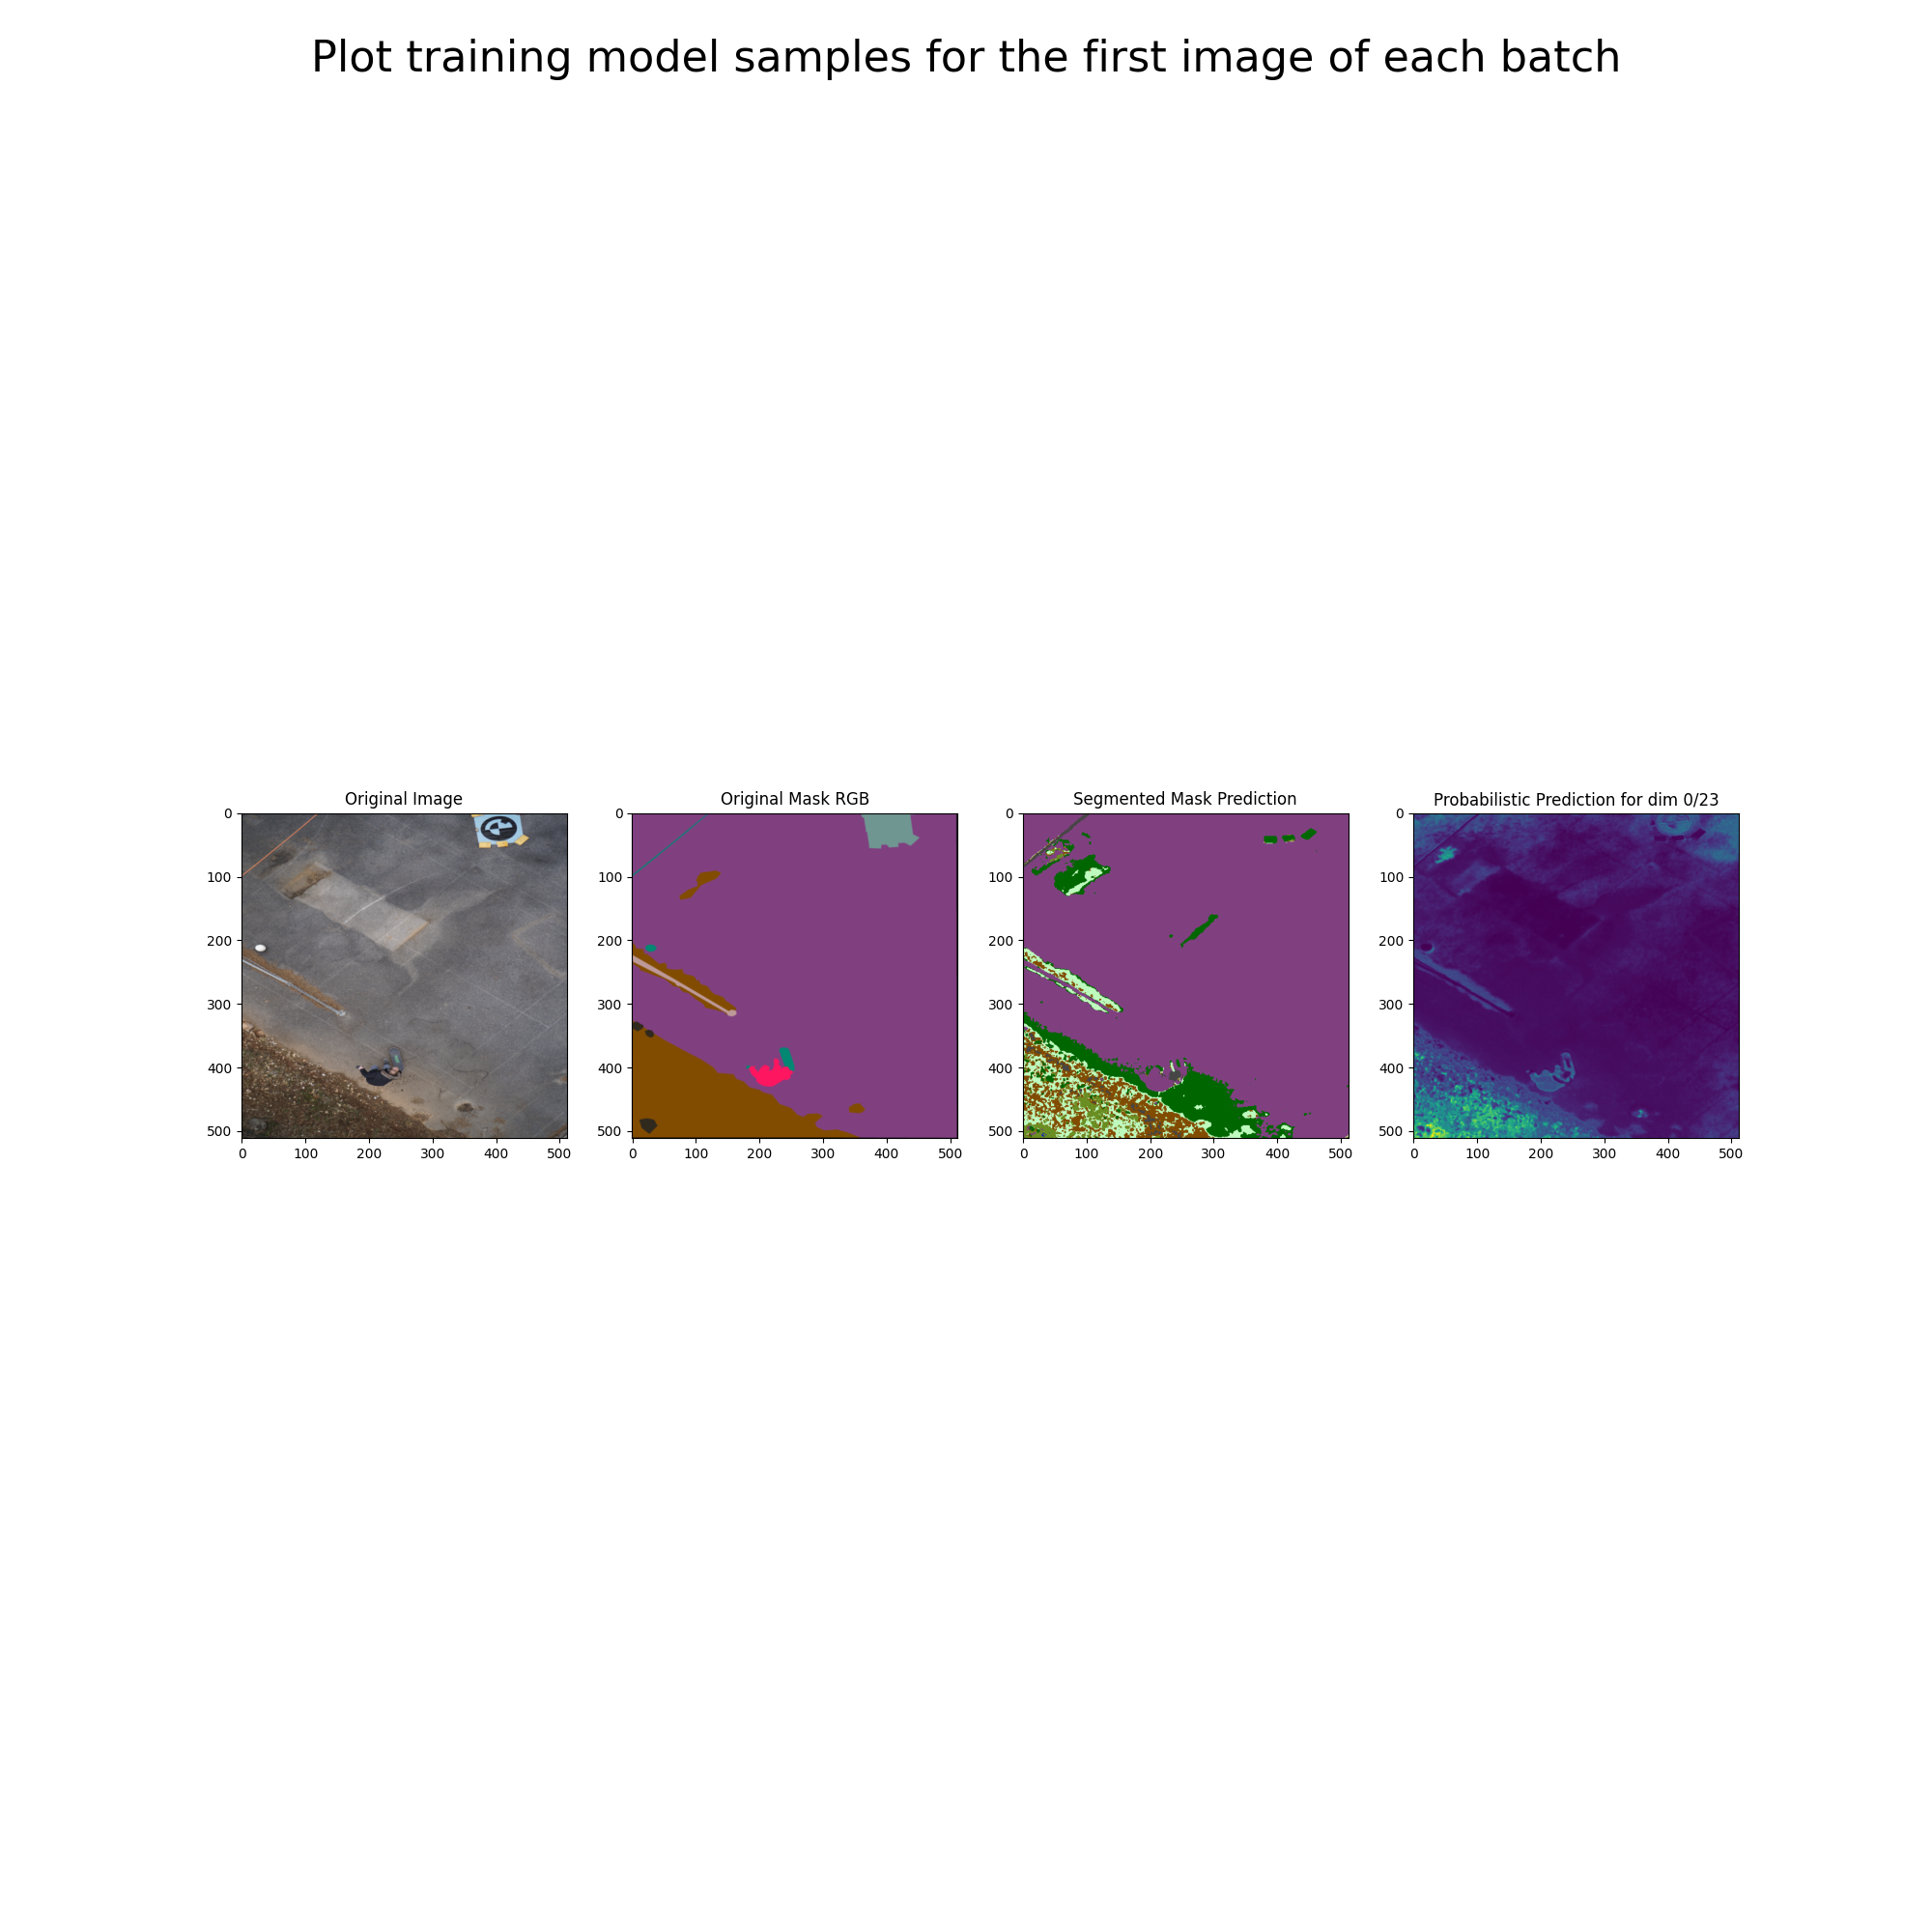 Plot training model samples for the first image of each batch
Original Image
Original Mask RGB
Segmented Mask Prediction
Probabilistic Prediction for dim 0/23
0 0 0 0
100 100 100 100
200 200 200 200
300 300 300 300
400 400 400 400
500 500 500 500
0 100 200 300 400 500 0 100 200 300 400 500 0 100 200 300 400 500 0 100 200 300 400 500